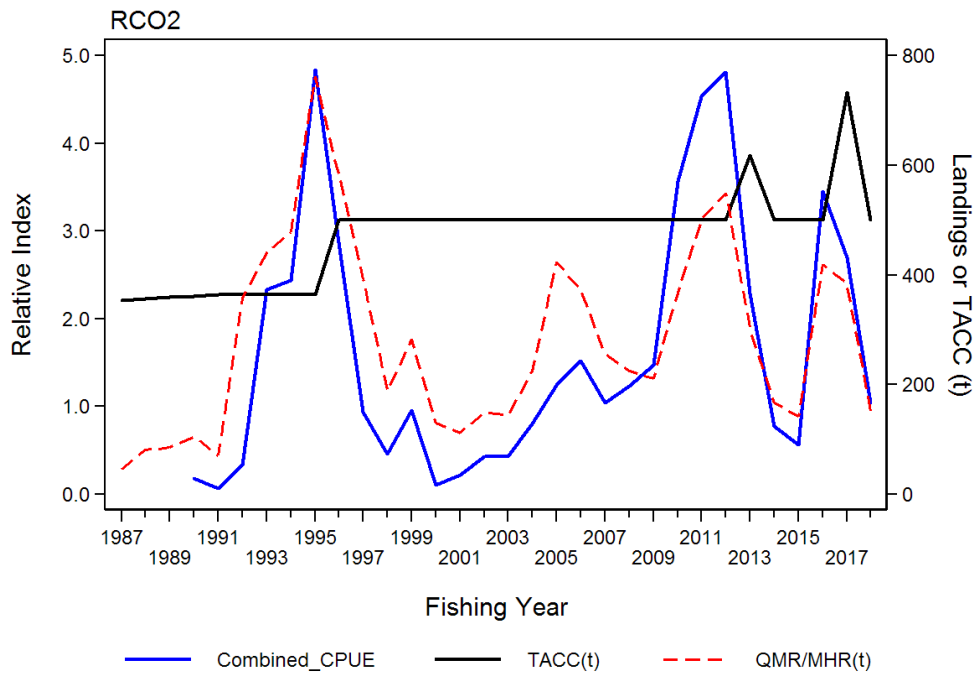 RCO2
Relative Index
5.0
4.0
3.0
2.0
1.0
0.0
800
600
400
200
0
Landings or TACC (t)
1987 1991 1993 1995 1997 1999 2001 2003 2005 2007 2009 2011 2013 2015 2017
1989
Fishing Year
Combined_CPUE TACC(t) QMR/MHR(t)